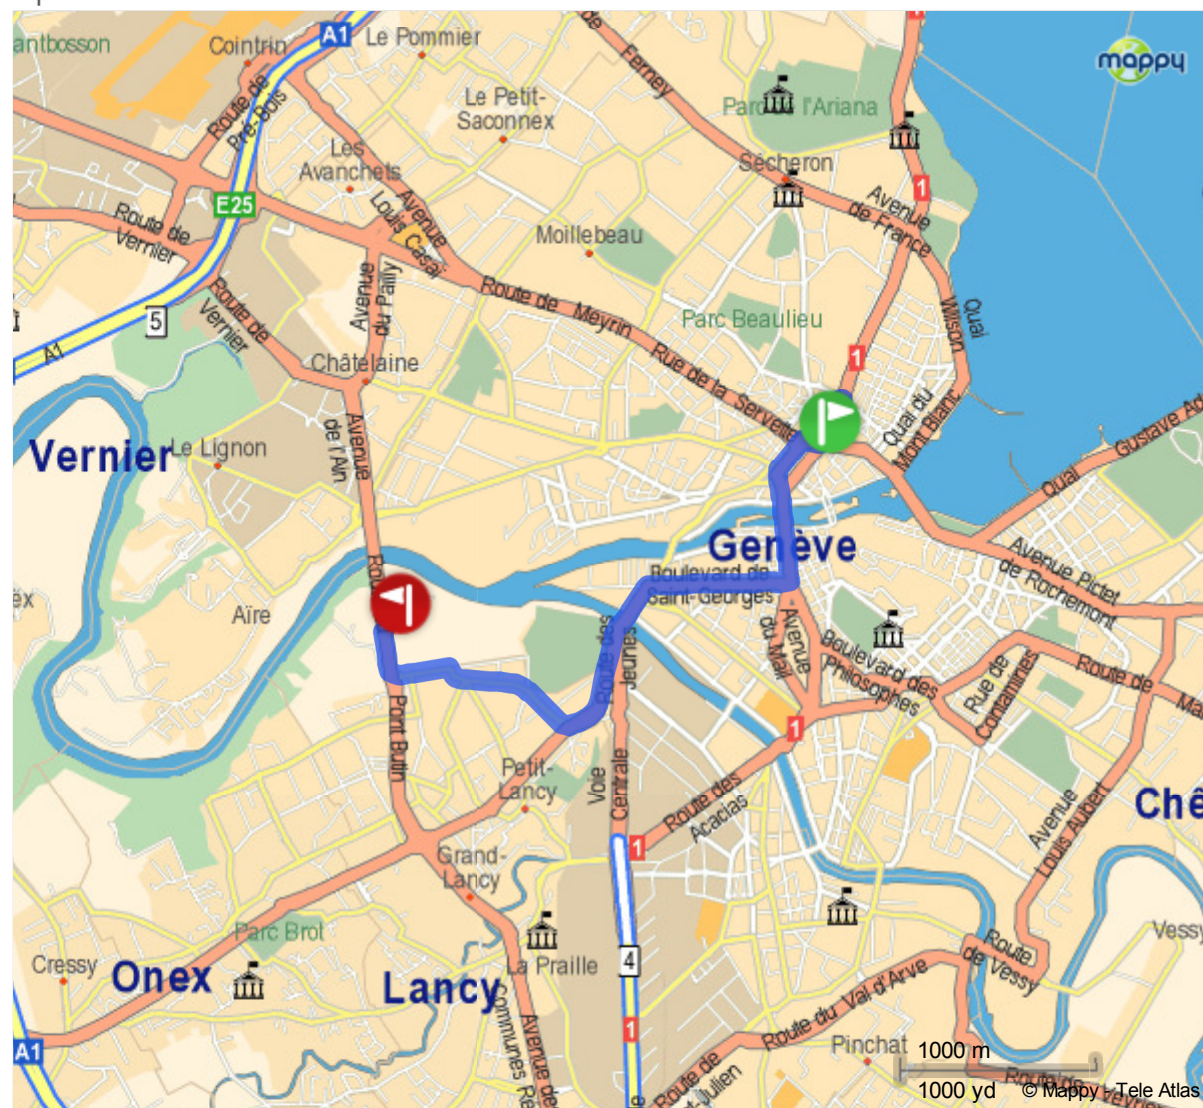 antbosson
Cointrin
A1
Le Pommier
de
Ferney
mappy
Route de
Pré-Bois
Le Petit-
Saconnex
Parc l'Ariana
Les
Avanchets
Sécheron
1
E25
Avenue
Louis Casaï
Avenue
de France
Route de
Vernier
Moillebeau
Avenue
du Pailly
Route de Meyrin
Quai
Wilson
5
Route de
Vernier
Parc Beaulieu
A1
Châtelaine
Rue de la Servette
1
Quai du
Mont Blanc
Avenue
de l'Ain
Vernier
Le Lignon
Quai Gustave Ad
Genève
Avenue Pictet
de Rochemont
Boulevard de
Saint-Georges
Aïre
Route des
Jeunes
Avenue
du Mail
Boulevard des
Philosophes
Rue de
Contamines
Route de
Pont Butin
1
Petit-
Lancy
Voie
Centrale
Route des
Acacias
Avenue
Louis Aubert
Chê
1
Grand-
Lancy
Parc Brot
Cressy
Onex
Lancy
La Praille
4
Route
de Vessy
Vessy
Route du Val d'Arve
1
Avenue des
Communes Ré
Pinchat
A1
Route de
1000 m
1000 yd
© Mappy - Tele Atlas